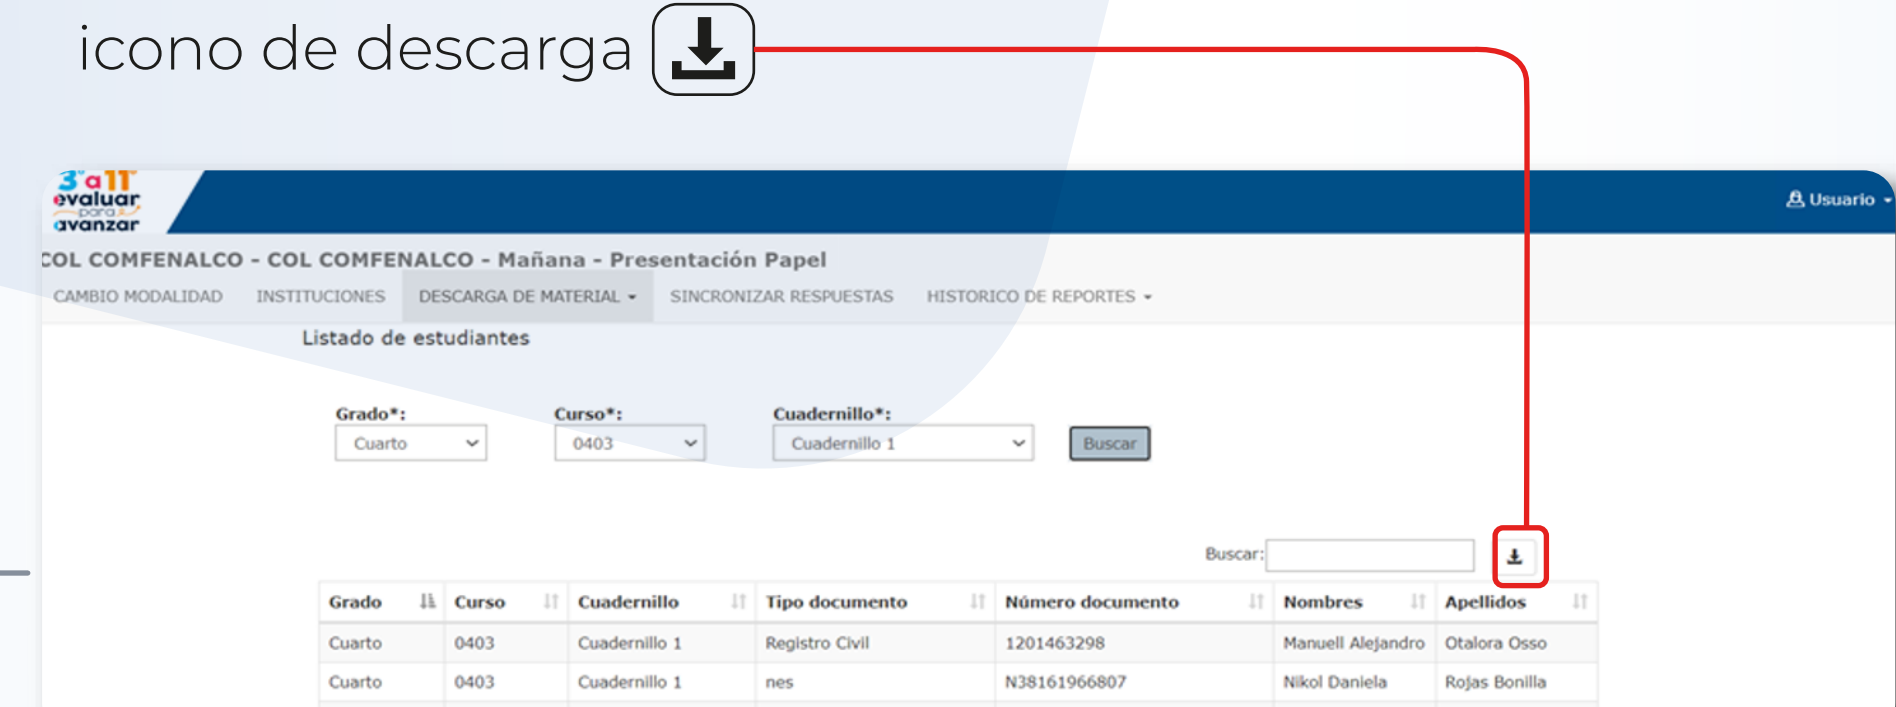 icono de descarga
3°a11°
evaluar
para
avanzar
Usuario
COL COMFENALCO - COL COMFENALCO - Mañana - Presentación Papel
CAMBIO MODALIDAD INSTITUCIONES DESCARGA DE MATERIAL SINCRONIZAR RESPUESTAS HISTORICO DE REPORTES
Listado de estudiantes
Grado*: Curso*: Cuadernillo*:
Cuarto 0403 Cuadernillo 1 Buscar
Buscar:
Grado Curso Cuadernillo Tipo documento Número documento Nombres Apellidos
Cuarto 0403 Cuadernillo 1 Registro Civil 1201463298 Manuell Alejandro Otalora Osso
Cuarto 0403 Cuadernillo 1 nes N38161966807 Nikol Daniela Rojas Bonilla